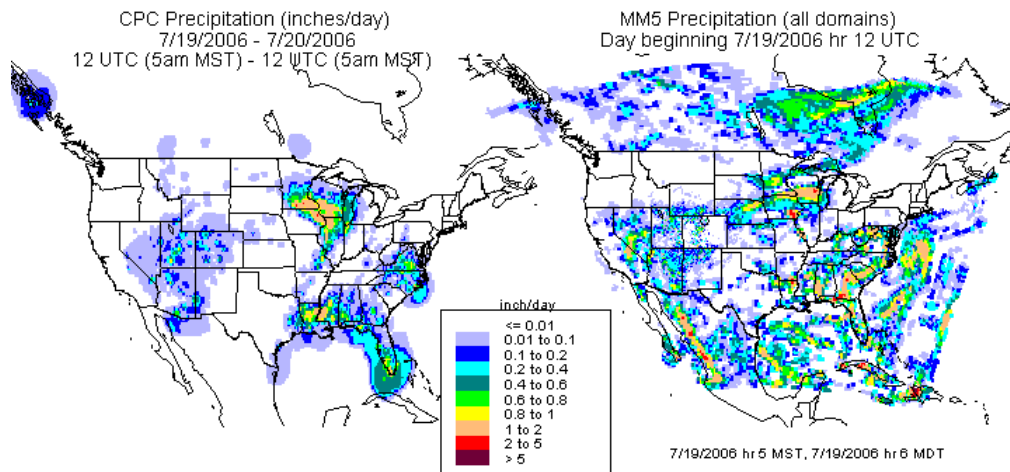 CPC Precipitation (inches/day)
7/19/2006 - 7/20/2006
12 UTC (5am MST) - 12 UTC (5am MST)
MM5 Precipitation (all domains)
Day beginning 7/19/2006 hr 12 UTC
inch/day
<= 0.01
0.01 to 0.1
0.1 to 0.2
0.2 to 0.4
0.4 to 0.6
0.6 to 0.8
0.8 to 1
1 to 2
2 to 5
> 5
7/19/2006 hr 5 MST, 7/19/2006 hr 6 MDT